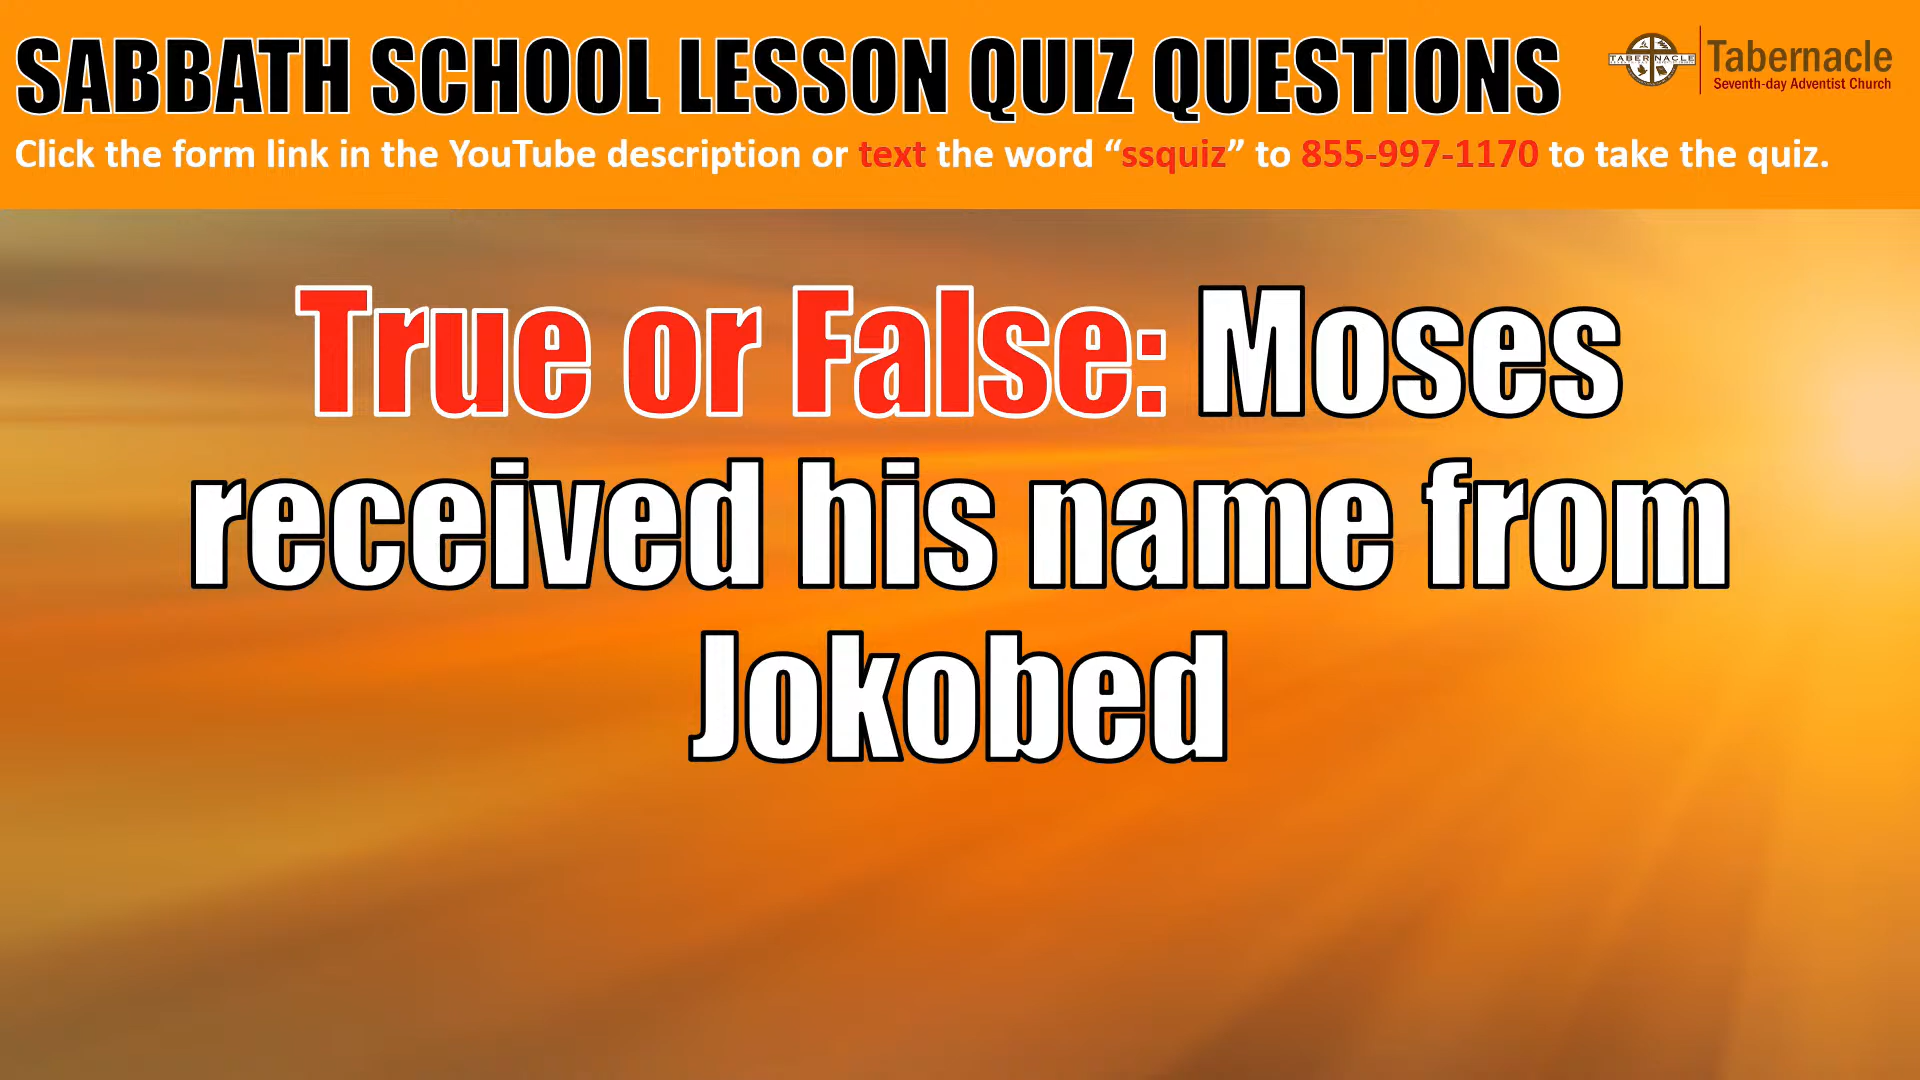 SABBATH SCHOOL LESSON QUIZ QUESTIONS
TABERNACLE
Tabernacle
Seventh-day Adventist Church
Click the form link in the YouTube description or text the word “ssquiz” to 855-997-1170 to take the quiz.
True or False: Moses
received his name from
Jokobed